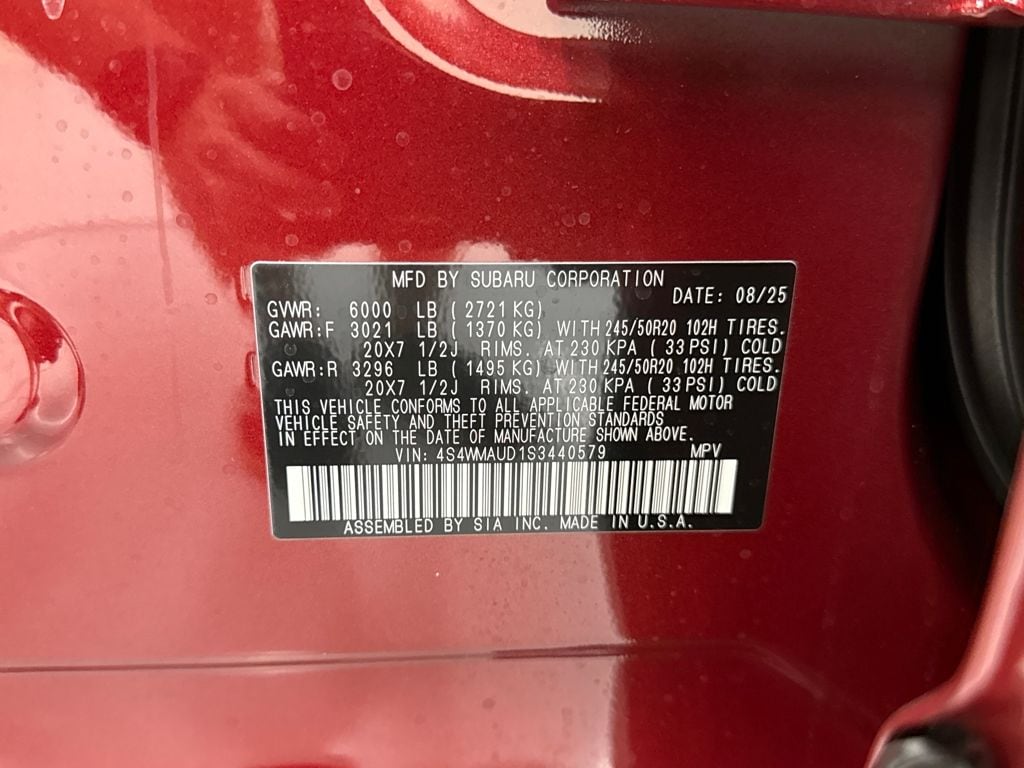 MFD BY SUBARU CORPORATION
DATE: 08/25
GVWR: 6000 LB ( 2721 KG)
GAWR:F 3021 LB ( 1370 KG) WITH 245/50R20 102H TIRES.
20X7 1/2J RIMS. AT 230 KPA ( 33 PSI) COLD
GAWR:R 3296 LB ( 1495 KG) WITH 245/50R20 102H TIRES.
20X7 1/2J RIMS. AT 230 KPA ( 33 PSI) COLD
THIS VEHICLE CONFORMS TO ALL APPLICABLE FEDERAL MOTOR
VEHICLE SAFETY AND THEFT PREVENTION STANDARDS
IN EFFECT ON THE DATE OF MANUFACTURE SHOWN ABOVE.
VIN: 4S4WMAUD1S3440579 MPV
ASSEMBLED BY SIA INC. MADE IN U.S.A.